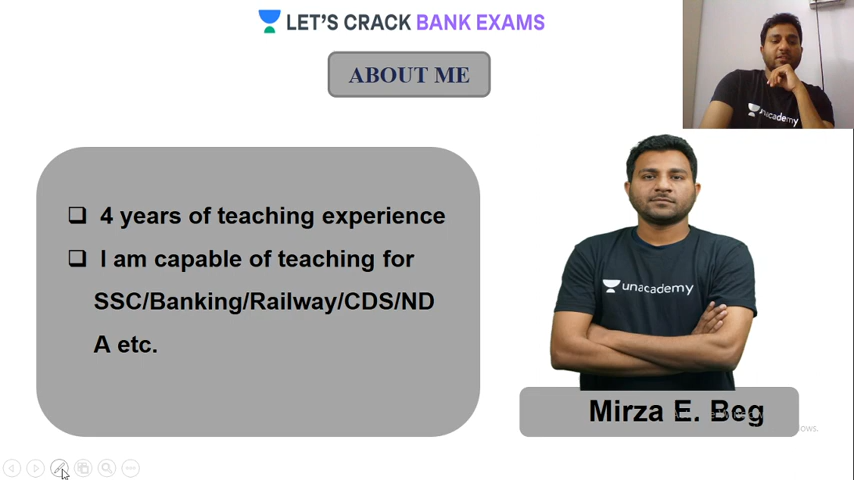 LET'S CRACK BANK EXAMS
ABOUT ME
unacademy
❑ 4 years of teaching experience
❑ I am capable of teaching for
SSC/Banking/Railway/CDS/ND
A etc.
unacademy
Mirza E. Beg